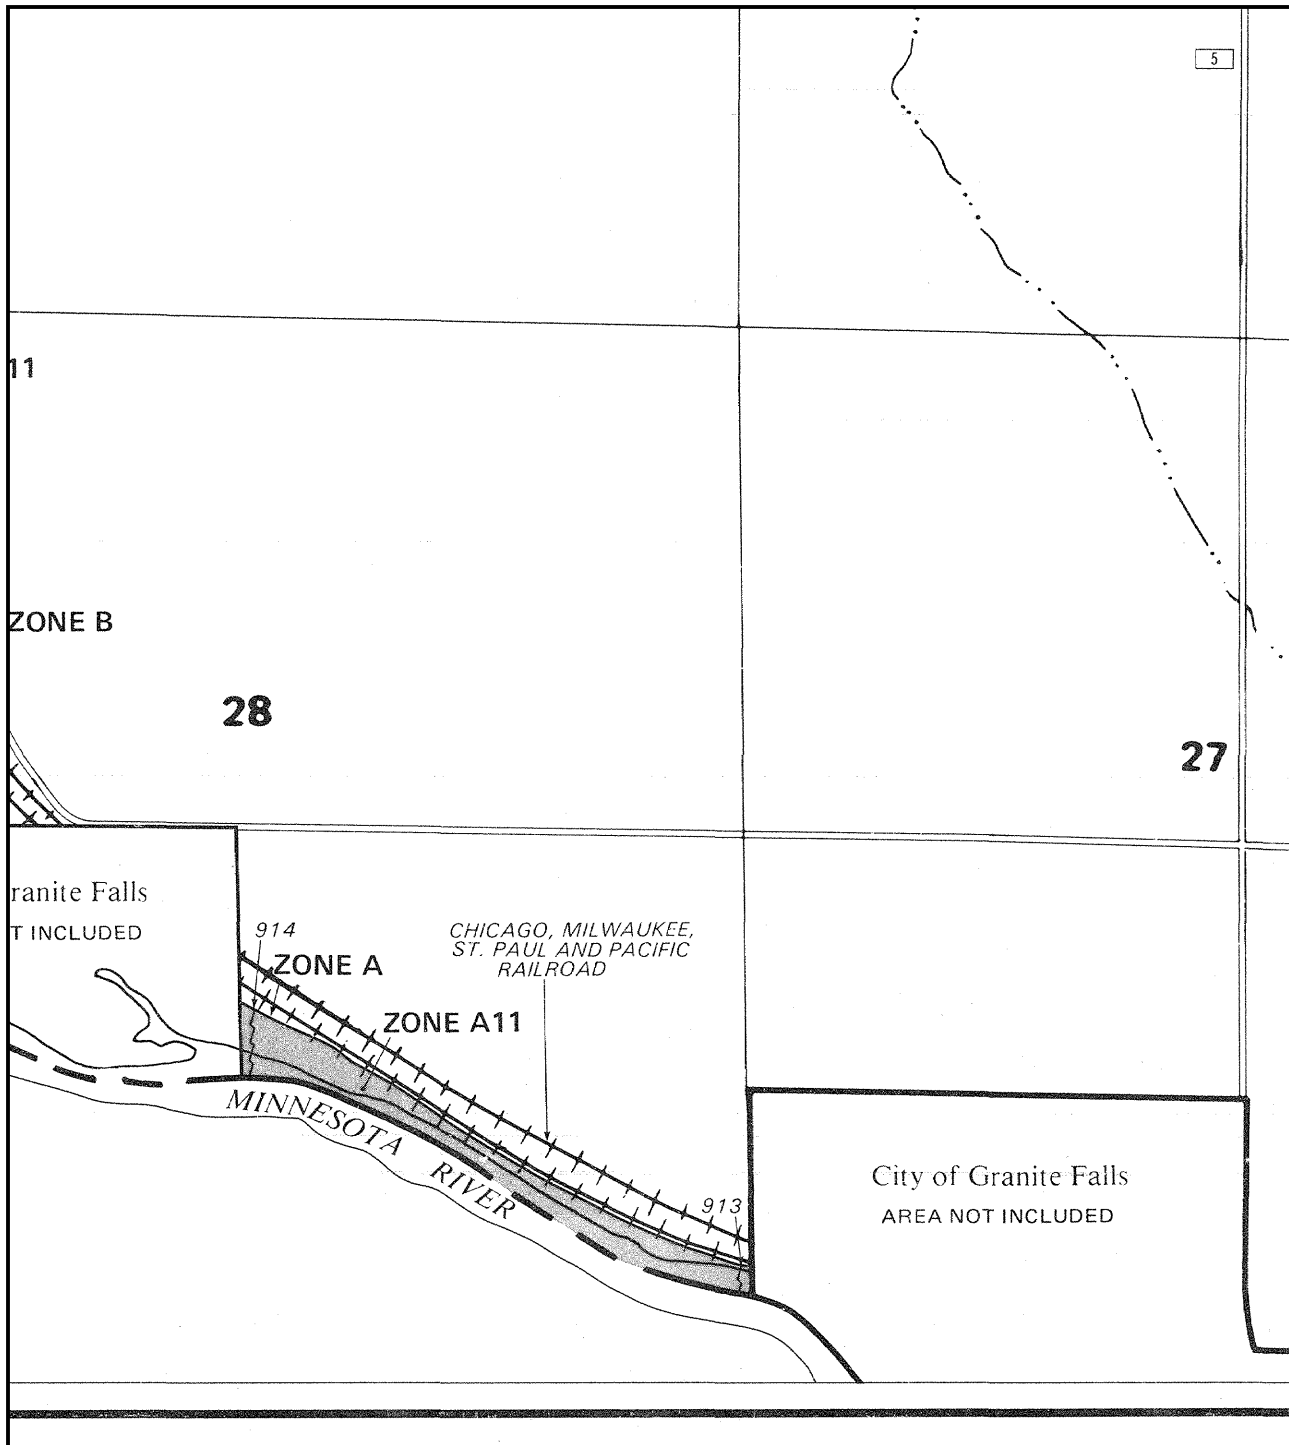 5
11
ZONE B
28
27
ranite Falls
T INCLUDED
914
ZONE A
CHICAGO, MILWAUKEE,
ST. PAUL AND PACIFIC
RAILROAD
ZONE A11
MINNESOTA RIVER
913
City of Granite Falls
AREA NOT INCLUDED